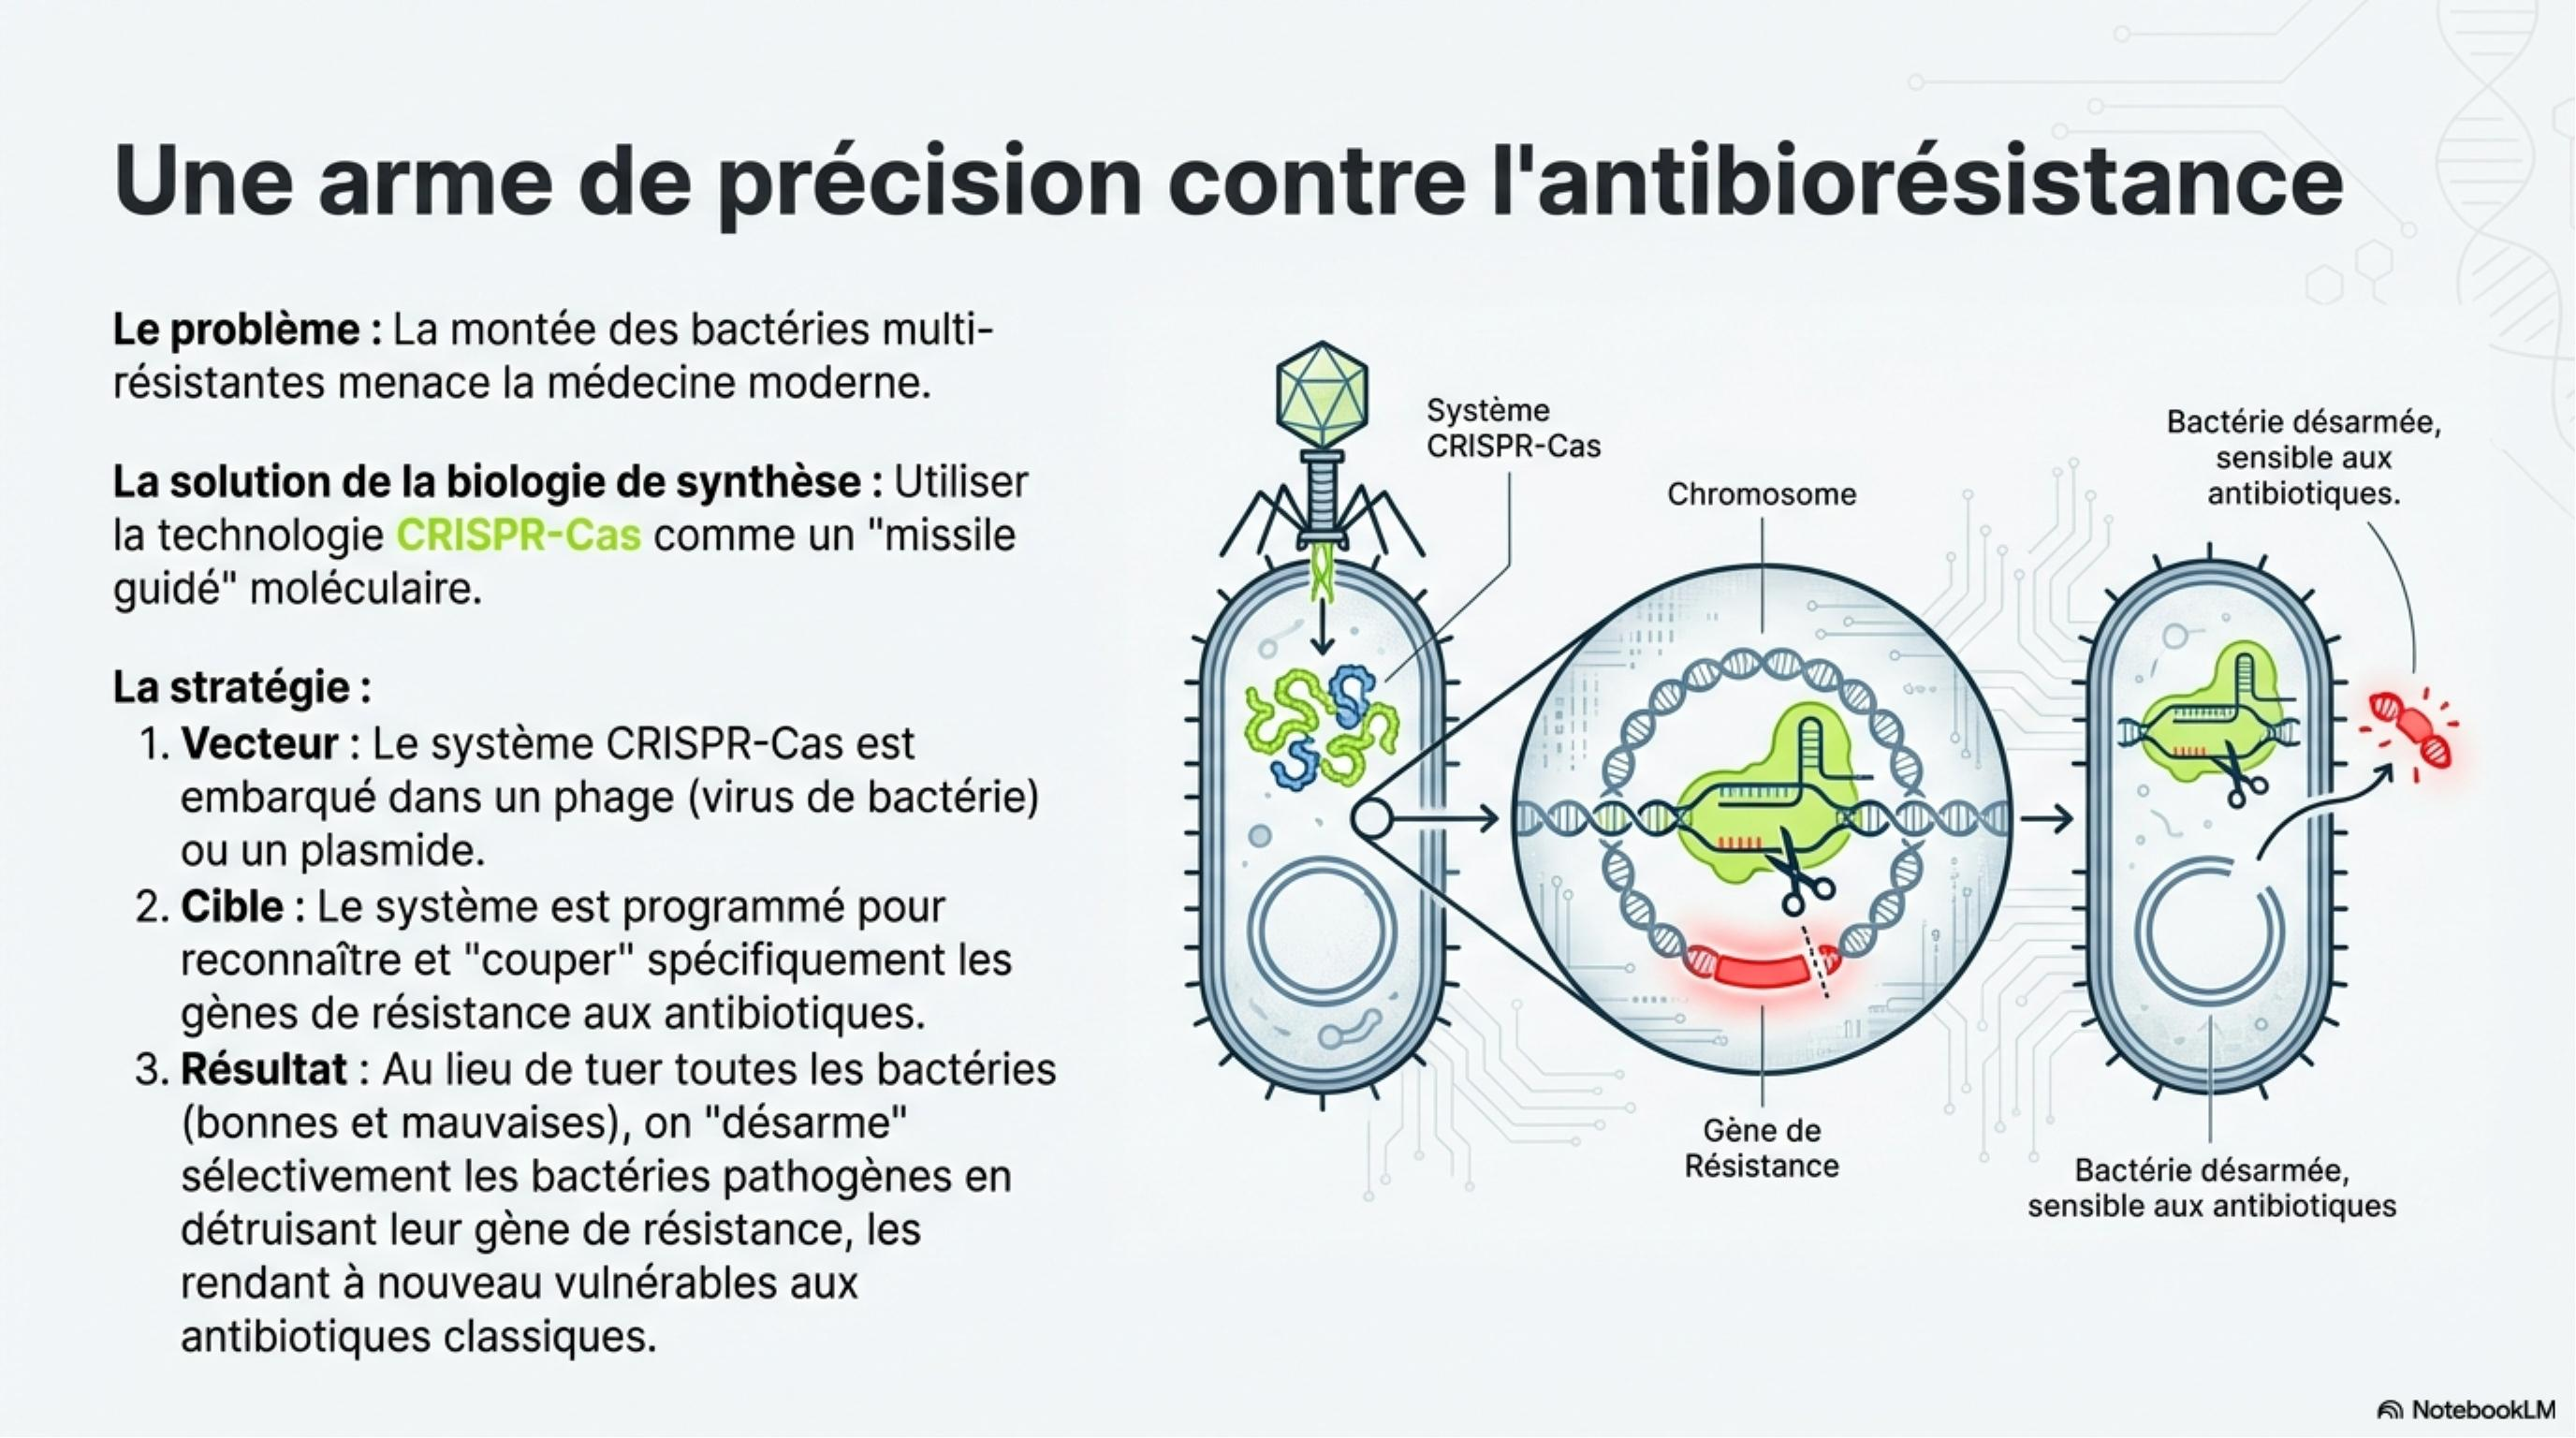 Une arme de précision contre l'antibiorésistance
Le problème : La montée des bactéries multi-
résistantes menace la médecine moderne.
La solution de la biologie de synthèse : Utiliser
la technologie CRISPR-Cas comme un "missile
guidé" moléculaire.
La stratégie :
1. Vecteur : Le système CRISPR-Cas est
embarqué dans un phage (virus de bactérie)
ou un plasmide.
2. Cible : Le système est programmé pour
reconnaître et "couper" spécifiquement les
gènes de résistance aux antibiotiques.
3. Résultat : Au lieu de tuer toutes les bactéries
(bonnes et mauvaises), on "désarme"
sélectivement les bactéries pathogènes en
détruisant leur gène de résistance, les
rendant à nouveau vulnérables aux
antibiotiques classiques.
Système
CRISPR-Cas
Chromosome
Gène de
Résistance
Bactérie désarmée,
sensible aux
antibiotiques.
Bactérie désarmée,
sensible aux antibiotiques
NotebookLM